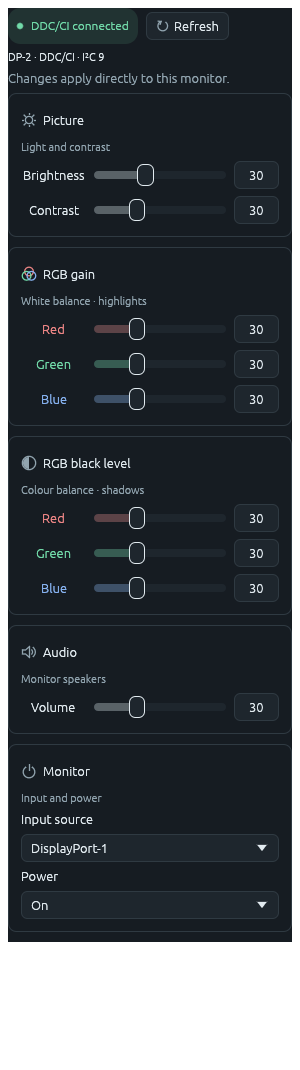 DDC/CI connected
Refresh
DP-2 · DDC/CI · I²C 9
Changes apply directly to this monitor.
Picture
Light and contrast
Brightness 30
Contrast 30
RGB gain
White balance · highlights
Red 30
Green 30
Blue 30
RGB black level
Colour balance · shadows
Red 30
Green 30
Blue 30
Audio
Monitor speakers
Volume 30
Monitor
Input and power
Input source
DisplayPort-1
Power
On